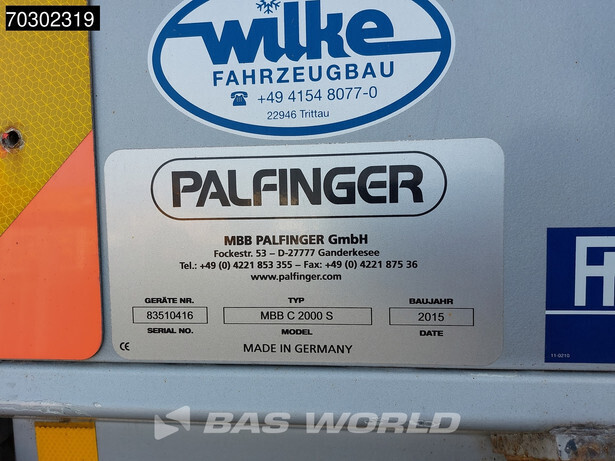 70302319
wilke
FAHRZEUGBAU
☎ +49 4154 8077-0
22946 Trittau
PALFINGER
MBB PALFINGER GmbH
Fockestr. 53 – D-27777 Ganderkesee
Tel.: +49 (0) 4221 853 355 – Fax: +49 (0) 4221 875 36
www.palfinger.com
GERÄTE NR. TYP BAUJAHR
83510416 MBB C 2000 S 2015
SERIAL NO. MODEL DATE
CE MADE IN GERMANY
11-0210
BAS WORLD